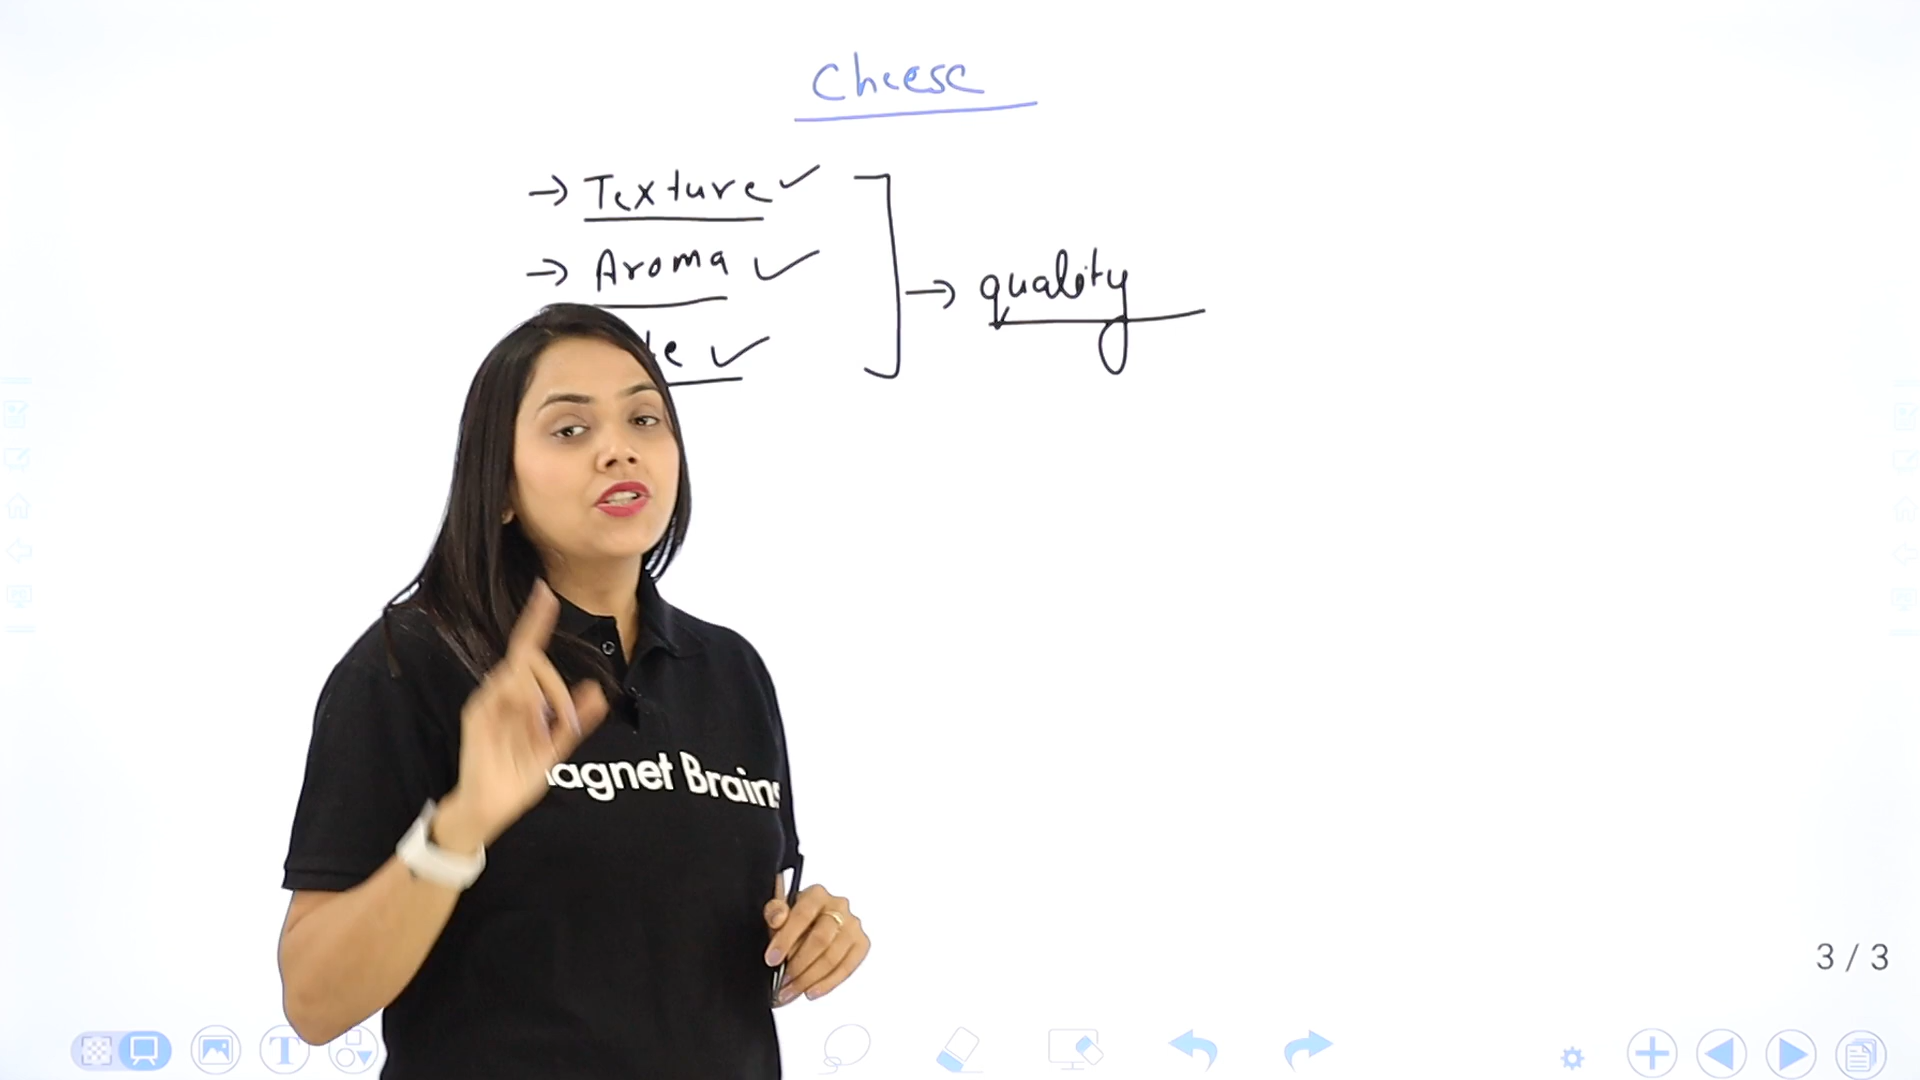 Cheese
→ Texture ✓
→ Aroma ✓
→ quality
agnet Brains
3 / 3
T